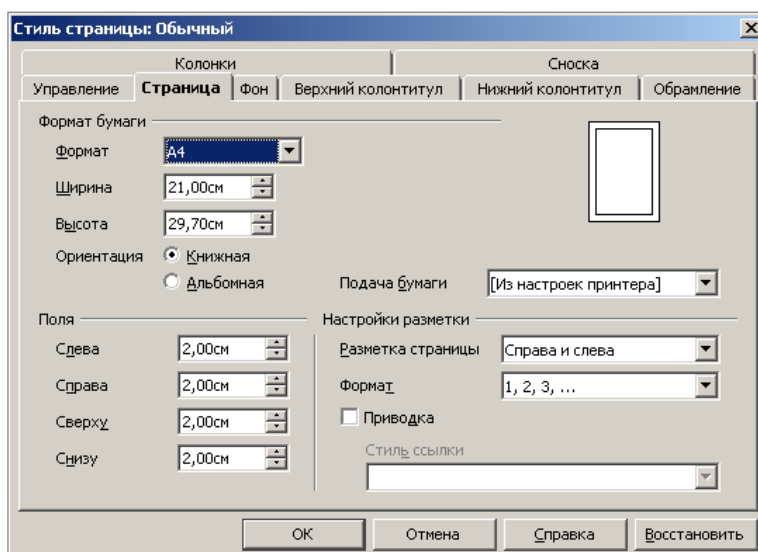 Стиль страницы: Обычный
Колонки Сноска
Управление Страница Фон Верхний колонтитул Нижний колонтитул Обрамление
Формат бумаги
Формат A4
Ширина 21,00см
Высота 29,70см
Ориентация Книжная
Альбомная Подача бумаги [Из настроек принтера]
Поля Настройки разметки
Слева 2,00см Разметка страницы Справа и слева
Справа 2,00см Формат 1, 2, 3, ...
Сверху 2,00см Приводка
Снизу 2,00см Стиль ссылки
ОК Отмена Справка Восстановить